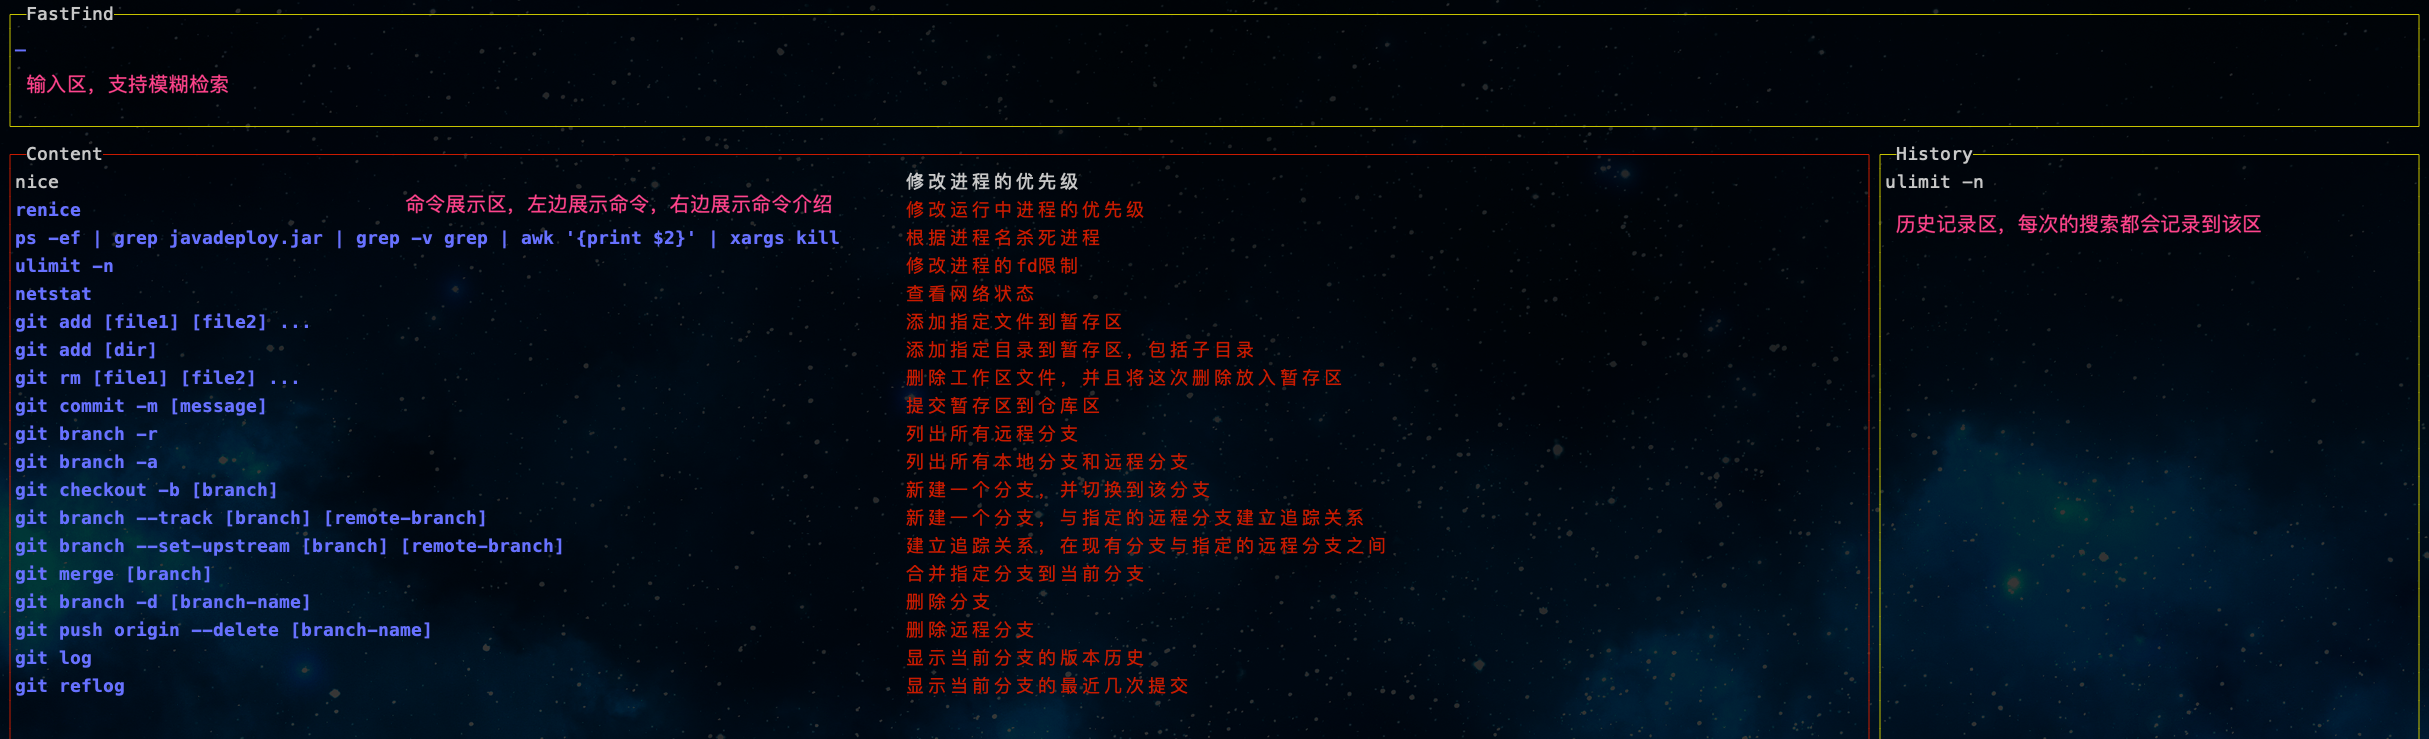 FastFind
_
输入区，支持模糊检索
Content
nice 修改进程的优先级
命令展示区，左边展示命令，右边展示命令介绍
renice 修改运行中进程的优先级
ps -ef | grep javadeploy.jar | grep -v grep | awk '{print $2}' | xargs kill 根据进程名杀死进程
ulimit -n 修改进程的fd限制
netstat 查看网络状态
git add [file1] [file2] ... 添加指定文件到暂存区
git add [dir] 添加指定目录到暂存区，包括子目录
git rm [file1] [file2] ... 删除工作区文件，并且将这次删除放入暂存区
git commit -m [message] 提交暂存区到仓库区
git branch -r 列出所有远程分支
git branch -a 列出所有本地分支和远程分支
git checkout -b [branch] 新建一个分支，并切换到该分支
git branch --track [branch] [remote-branch] 新建一个分支，与指定的远程分支建立追踪关系
git branch --set-upstream [branch] [remote-branch] 建立追踪关系，在现有分支与指定的远程分支之间
git merge [branch] 合并指定分支到当前分支
git branch -d [branch-name] 删除分支
git push origin --delete [branch-name] 删除远程分支
git log 显示当前分支的版本历史
git reflog 显示当前分支的最近几次提交
History
ulimit -n
历史记录区，每次的搜索都会记录到该区